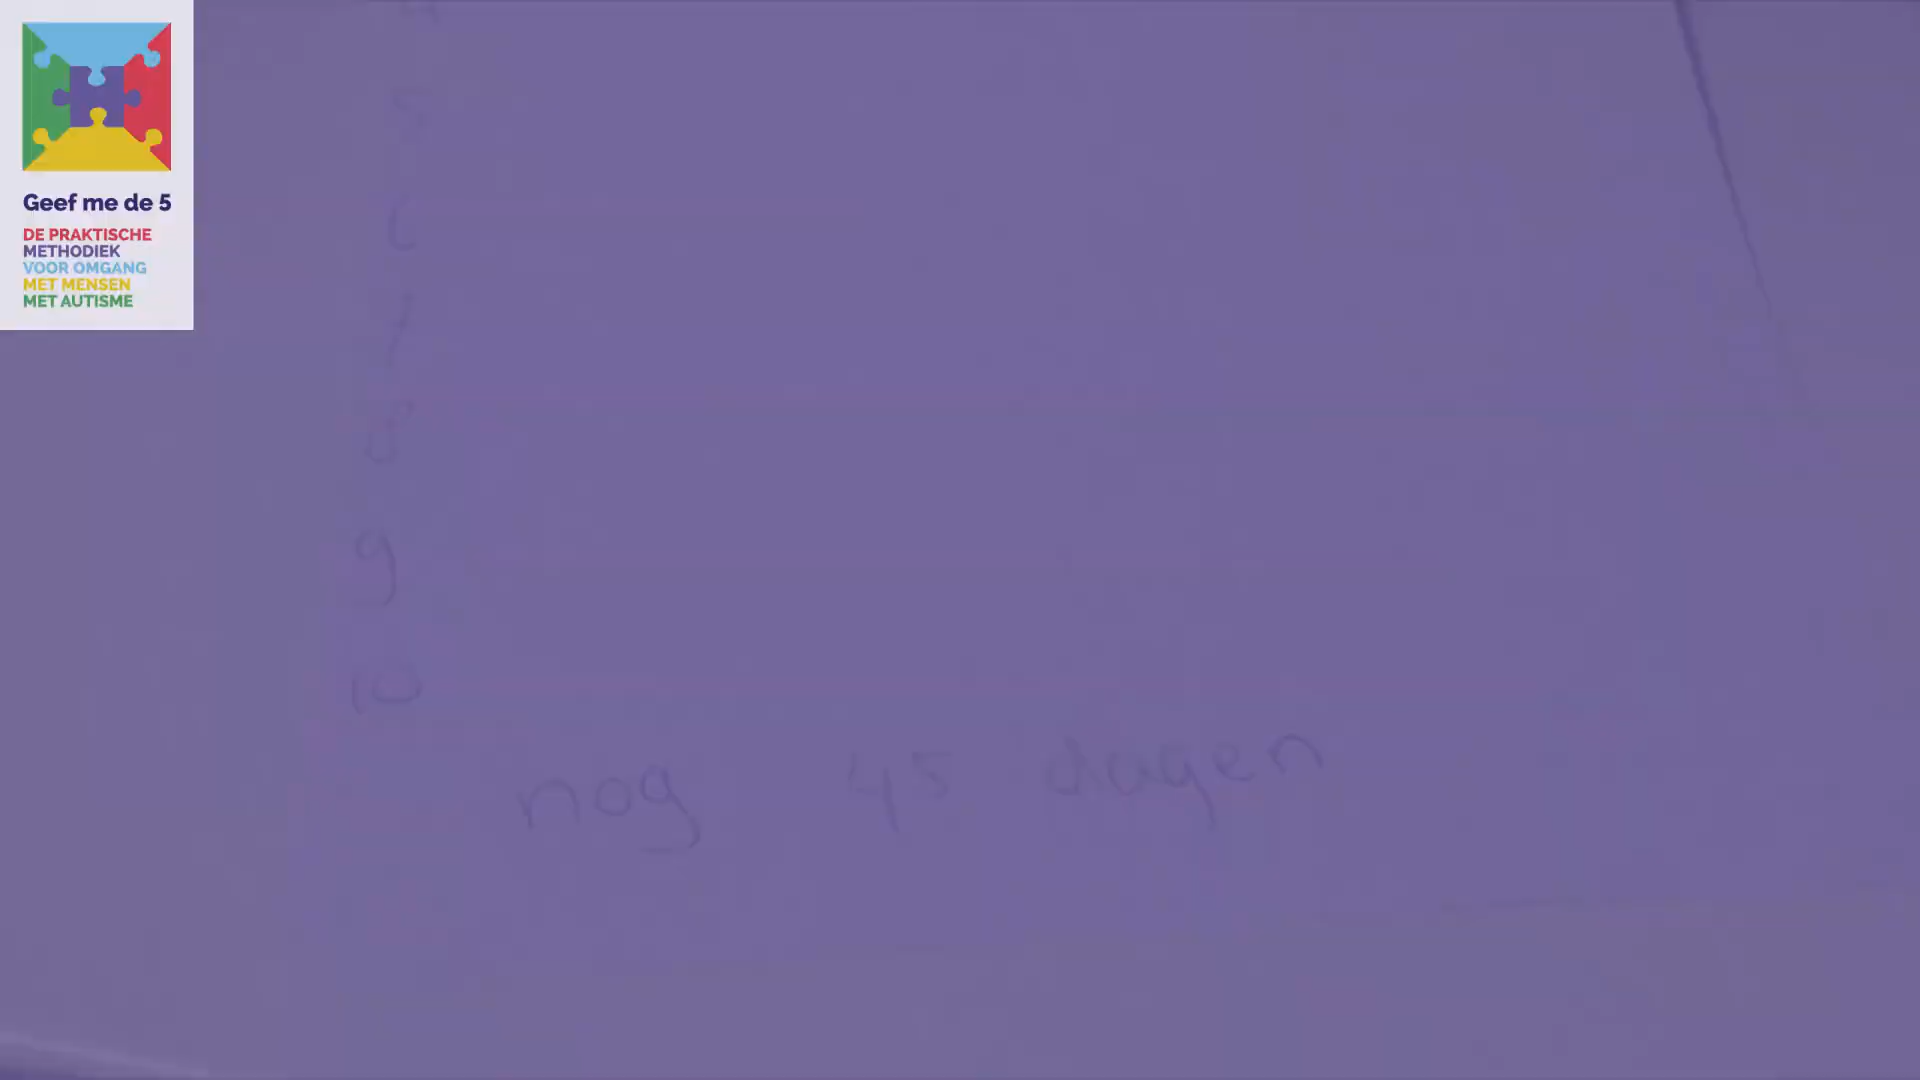 Geef me de 5
DE PRAKTISCHE
METHODIEK
VOOR OMGANG
MET MENSEN
MET AUTISME
4
5
6
7
8
9
10
nog 45 dagen